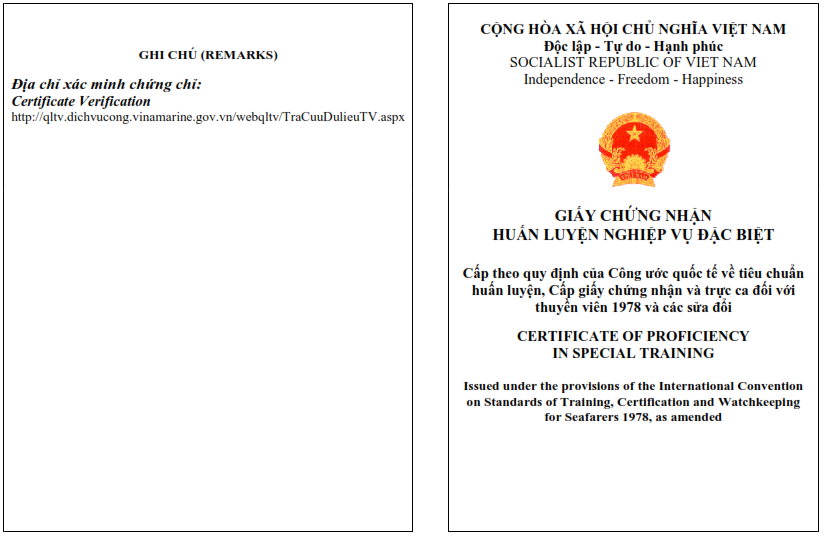 GHI CHÚ (REMARKS)
Địa chỉ xác minh chứng chỉ:
Certificate Verification
http://qltv.dichvucong.vinamarine.gov.vn/webqltv/TraCuuDulieuTV.aspx
CỘNG HÒA XÃ HỘI CHỦ NGHĨA VIỆT NAM
Độc lập - Tự do - Hạnh phúc
SOCIALIST REPUBLIC OF VIET NAM
Independence - Freedom - Happiness
VIỆT NAM
GIẤY CHỨNG NHẬN
HUẤN LUYỆN NGHIỆP VỤ ĐẶC BIỆT
Cấp theo quy định của Công ước quốc tế về tiêu chuẩn
huấn luyện, Cấp giấy chứng nhận và trực ca đối với
thuyền viên 1978 và các sửa đổi
CERTIFICATE OF PROFICIENCY
IN SPECIAL TRAINING
Issued under the provisions of the International Convention
on Standards of Training, Certification and Watchkeeping
for Seafarers 1978, as amended